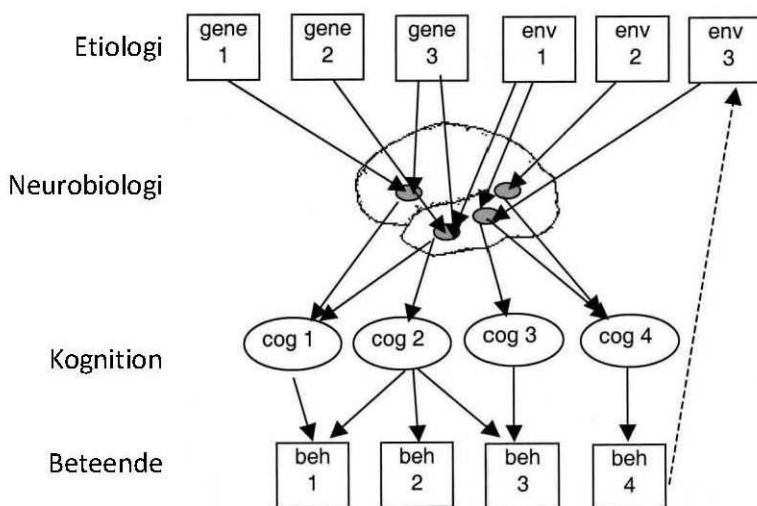 Etiologi
gene
1
gene
2
gene
3
env
1
env
2
env
3
Neurobiologi
Kognition
cog 1
cog 2
cog 3
cog 4
Beteende
beh
1
beh
2
beh
3
beh
4